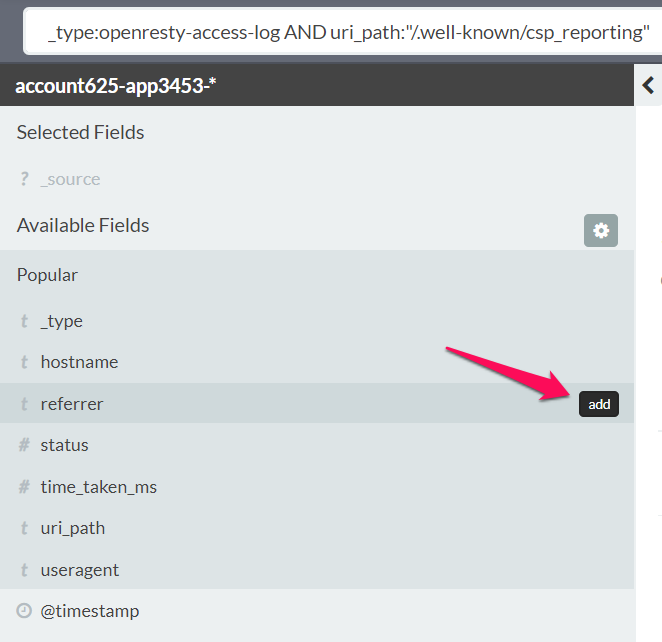 _type:openresty-access-log AND uri_path:"/.well-known/csp_reporting"
account625-app3453-*
Selected Fields
? _source
Available Fields
Popular
t _type
t hostname
t referrer add
# status
# time_taken_ms
t uri_path
t useragent
@timestamp